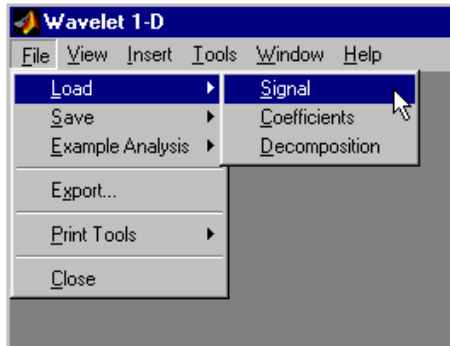 Wavelet 1-D
File View Insert Tools Window Help
Load Signal
Save Coefficients
Example Analysis Decomposition
Export...
Print Tools
Close